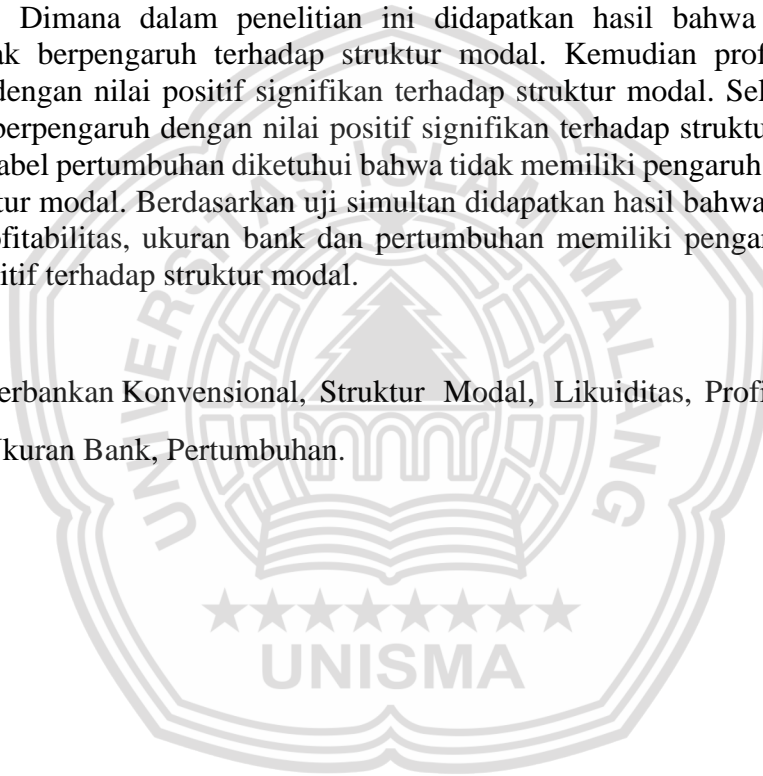 Dimana dalam penelitian ini didapatkan hasil bahwa
ak berpengaruh terhadap struktur modal. Kemudian prof
dengan nilai positif signifikan terhadap struktur modal. Sel
berpengaruh dengan nilai positif signifikan terhadap struktu
abel pertumbuhan diketuhui bahwa tidak memiliki pengaruh
tur modal. Berdasarkan uji simultan didapatkan hasil bahwa
ofitabilitas, ukuran bank dan pertumbuhan memiliki pengar
itif terhadap struktur modal.
erbankan Konvensional, Struktur Modal, Likuiditas, Profi
Ukuran Bank, Pertumbuhan.
UNIVERSITAS ISLAM MALANG
UNISMA